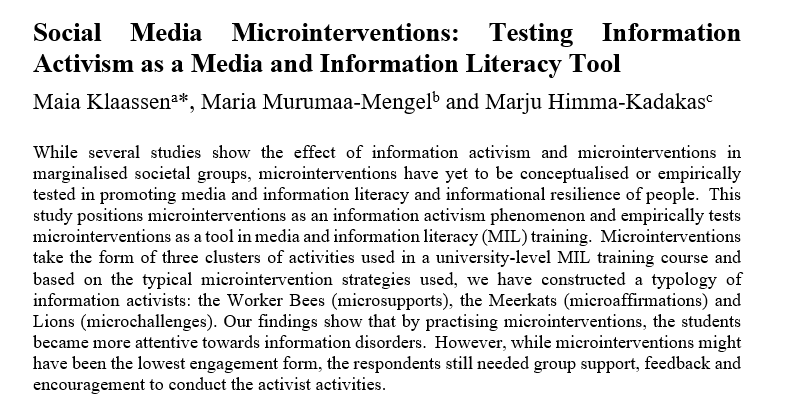 Social Media Microinterventions: Testing Information
Activism as a Media and Information Literacy Tool
Maia Klaassenᵃ*, Maria Murumaa-Mengelᵇ and Marju Himma-Kadakasᶜ
While several studies show the effect of information activism and microinterventions in
marginalised societal groups, microinterventions have yet to be conceptualised or empirically
tested in promoting media and information literacy and informational resilience of people. This
study positions microinterventions as an information activism phenomenon and empirically tests
microinterventions as a tool in media and information literacy (MIL) training. Microinterventions
take the form of three clusters of activities used in a university-level MIL training course and
based on the typical microintervention strategies used, we have constructed a typology of
information activists: the Worker Bees (microsupports), the Meerkats (microaffirmations) and
Lions (microchallenges). Our findings show that by practising microinterventions, the students
became more attentive towards information disorders. However, while microinterventions might
have been the lowest engagement form, the respondents still needed group support, feedback and
encouragement to conduct the activist activities.